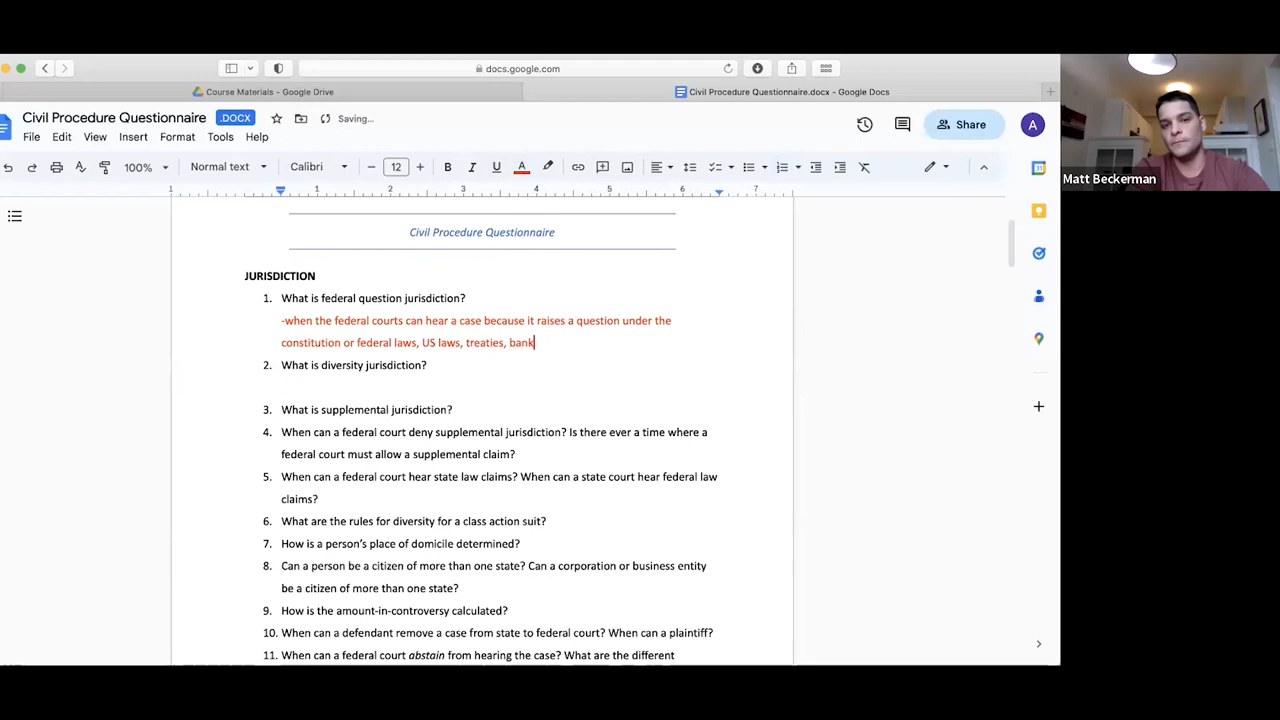 docs.google.com
Course Materials - Google Drive
Civil Procedure Questionnaire.docx - Google Docs
Civil Procedure Questionnaire .DOCX Saving...
File Edit View Insert Format Tools Help
Share
A
100% Normal text Calibri - 12 + B I U A
1 1 2 3 4 5 6 7
Matt Beckerman
Civil Procedure Questionnaire
JURISDICTION
1. What is federal question jurisdiction?
-when the federal courts can hear a case because it raises a question under the
constitution or federal laws, US laws, treaties, bank
2. What is diversity jurisdiction?
3. What is supplemental jurisdiction?
4. When can a federal court deny supplemental jurisdiction? Is there ever a time where a
federal court must allow a supplemental claim?
5. When can a federal court hear state law claims? When can a state court hear federal law
claims?
6. What are the rules for diversity for a class action suit?
7. How is a person's place of domicile determined?
8. Can a person be a citizen of more than one state? Can a corporation or business entity
be a citizen of more than one state?
9. How is the amount-in-controversy calculated?
10. When can a defendant remove a case from state to federal court? When can a plaintiff?
11. When can a federal court abstain from hearing the case? What are the different